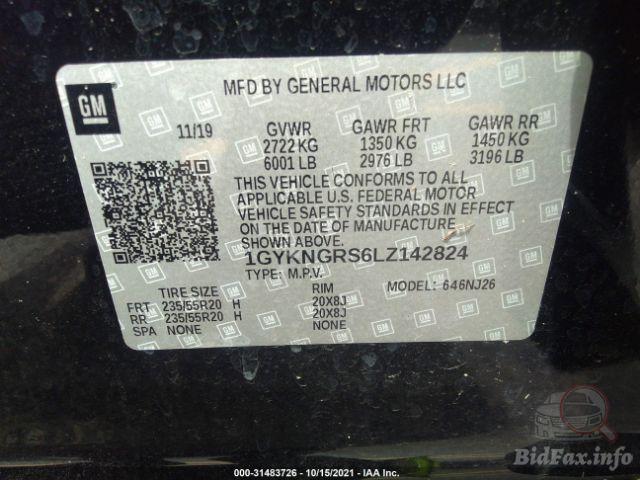 GM
MFD BY GENERAL MOTORS LLC
11/19 GVWR GAWR FRT GAWR RR
2722 KG 1350 KG 1450 KG
6001 LB 2976 LB 3196 LB
THIS VEHICLE CONFORMS TO ALL
APPLICABLE U.S. FEDERAL MOTOR
VEHICLE SAFETY STANDARDS IN EFFECT
ON THE DATE OF MANUFACTURE
SHOWN ABOVE.
1GYKNGRS6LZ142824
TYPE: M.P.V. MODEL: 646NJ26
TIRE SIZE RIM
FRT 235/55R20 H 20X8J
RR 235/55R20 H 20X8J
SPA NONE NONE
000-31483726 - 10/15/2021 - IAA Inc.
BidFax.info